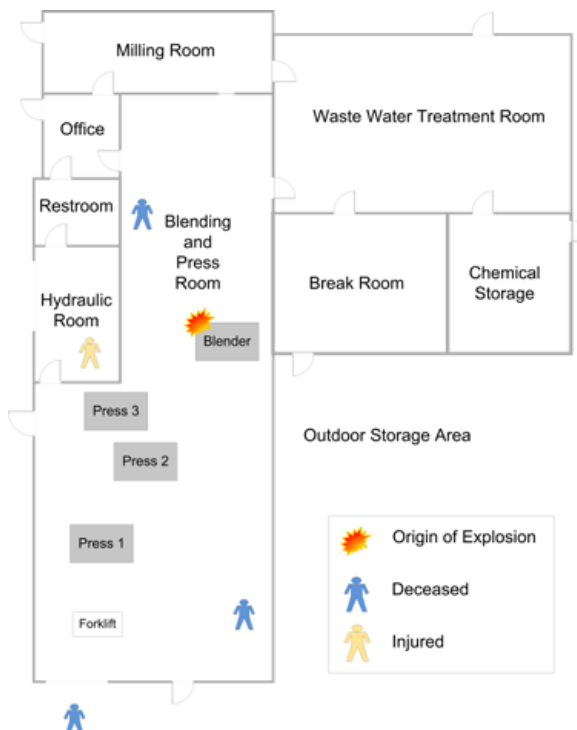 Milling Room
Waste Water Treatment Room
Office
Restroom
Blending
and
Press
Room
Hydraulic
Room
Break Room
Chemical
Storage
Blender
Press 3
Press 2
Outdoor Storage Area
Press 1
Forklift
Origin of Explosion
Deceased
Injured